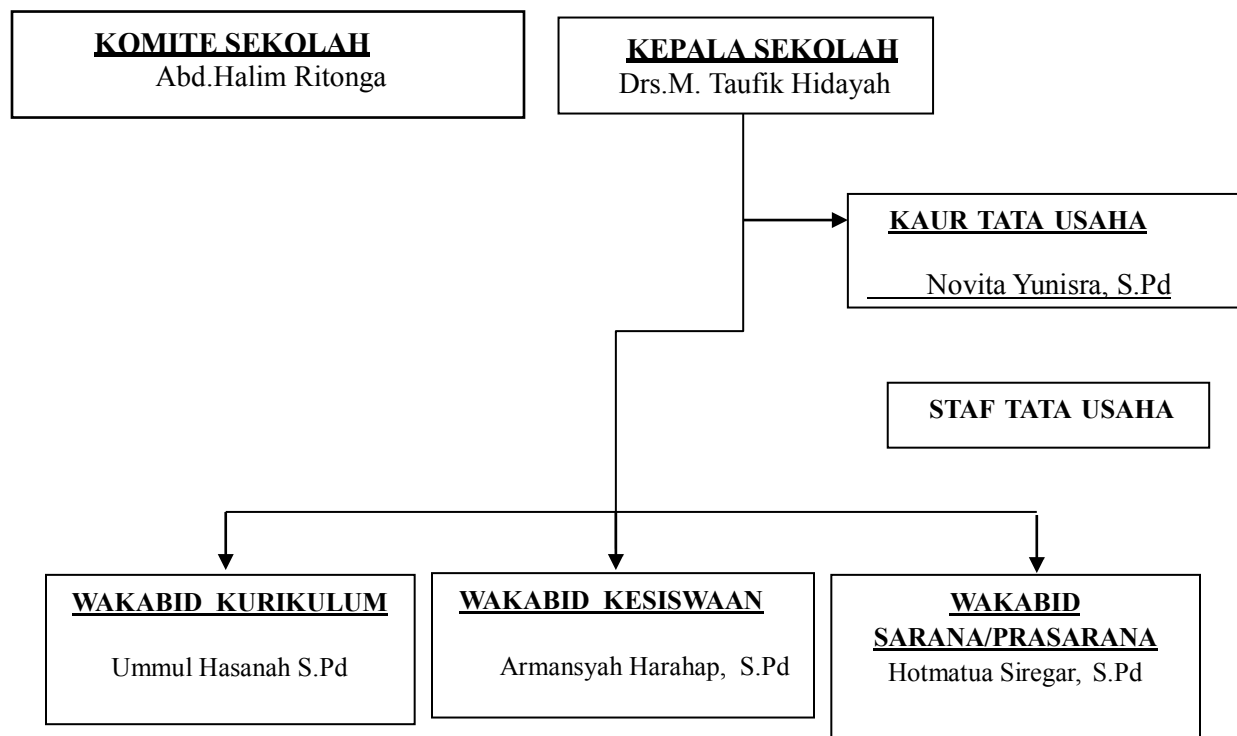 KOMITE SEKOLAH
Abd.Halim Ritonga
KEPALA SEKOLAH
Drs.M. Taufik Hidayah
KAUR TATA USAHA
Novita Yunisra, S.Pd
STAF TATA USAHA
WAKABID KURIKULUM
Ummul Hasanah S.Pd
WAKABID KESISWAAN
Armansyah Harahap, S.Pd
WAKABID
SARANA/PRASARANA
Hotmatua Siregar, S.Pd